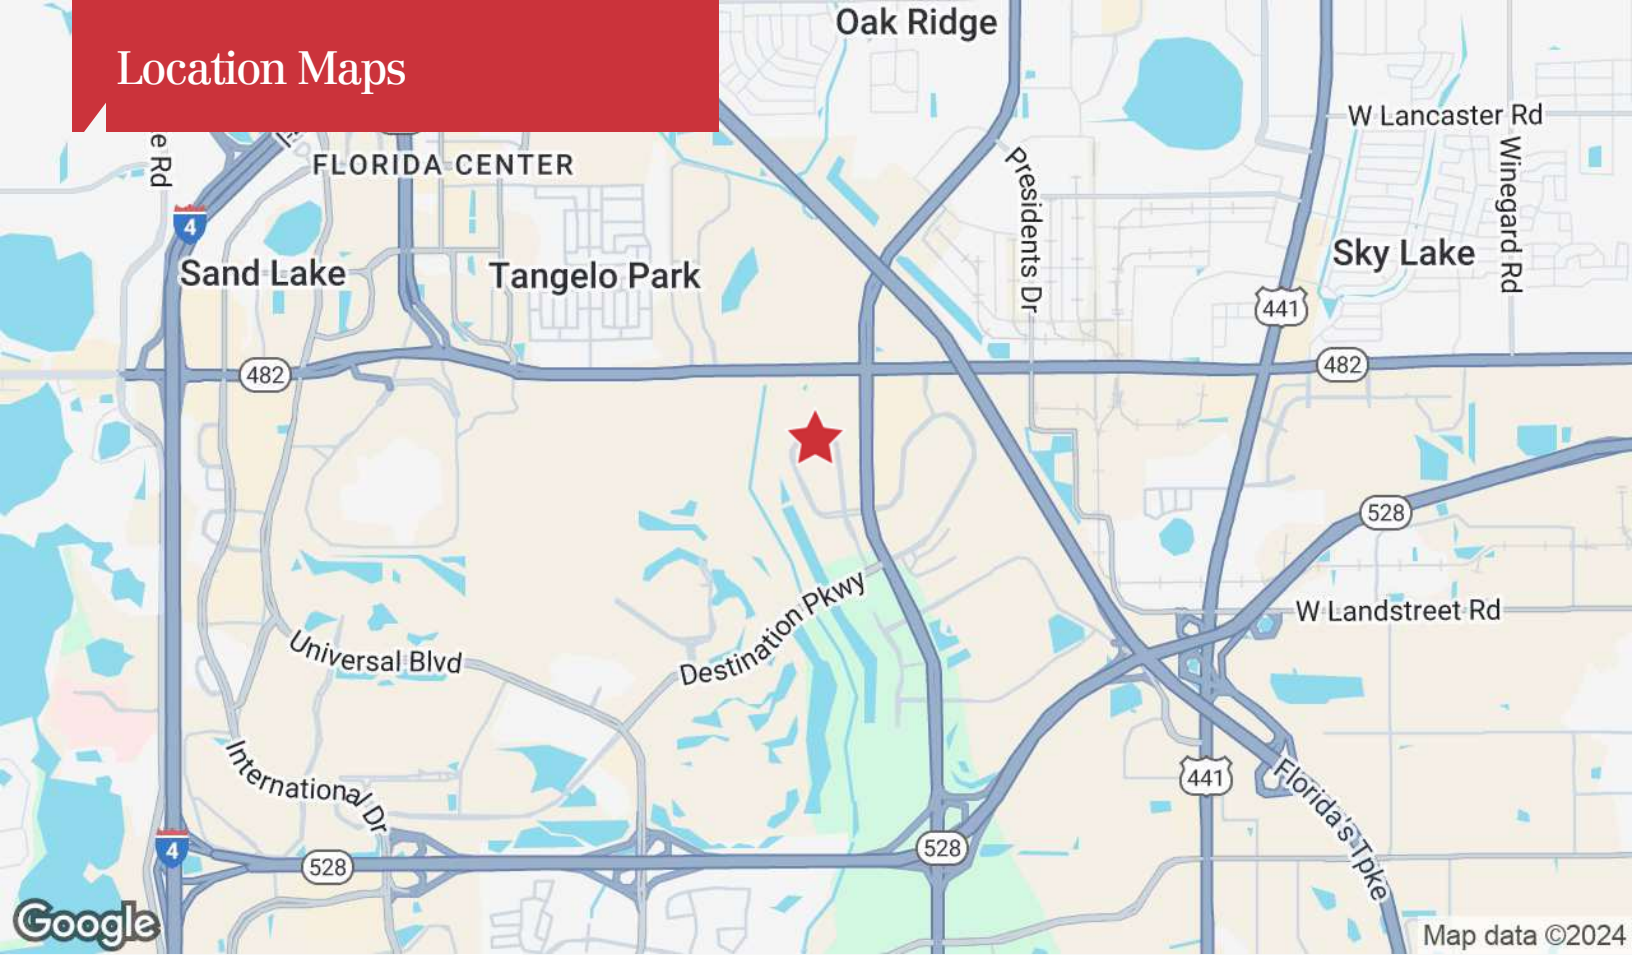 Location Maps
Oak Ridge
W Lancaster Rd
e Rd
FLORIDA CENTER
Presidents Dr
Winegard Rd
4
Sand Lake
Tangelo Park
Sky Lake
441
482
482
528
Destination Pkwy
W Landstreet Rd
Universal Blvd
International Dr
441
Florida's Tpke
4
528
528
Google
Map data ©2024